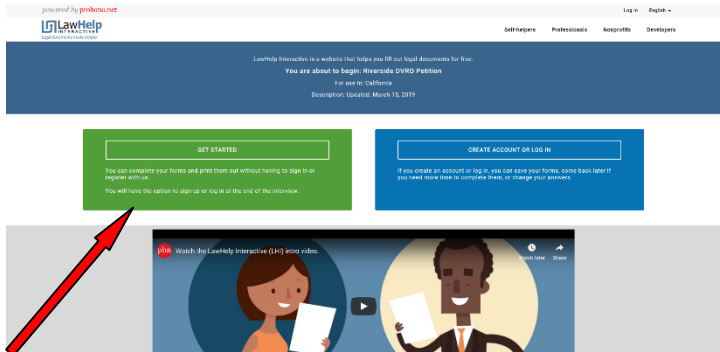 powered by probono.net
Log in English
LawHelp
INTERACTIVE
Legal documents made simple
Self-helpers Professionals Nonprofits Developers
LawHelp Interactive is a website that helps you fill out legal documents for free.
You are about to begin: Riverside DVRO Petition
For use in: California
Description: Updated: March 15, 2019
GET STARTED
You can complete your forms and print them out without having to sign in or
register with us.
You will have the option to sign up or log in at the end of the interview.
CREATE ACCOUNT OR LOG IN
If you create an account or log in, you can save your forms, come back later if
you need more time to complete them, or change your answers.
pbn Watch the LawHelp Interactive (LHI) intro video.
Watch later Share